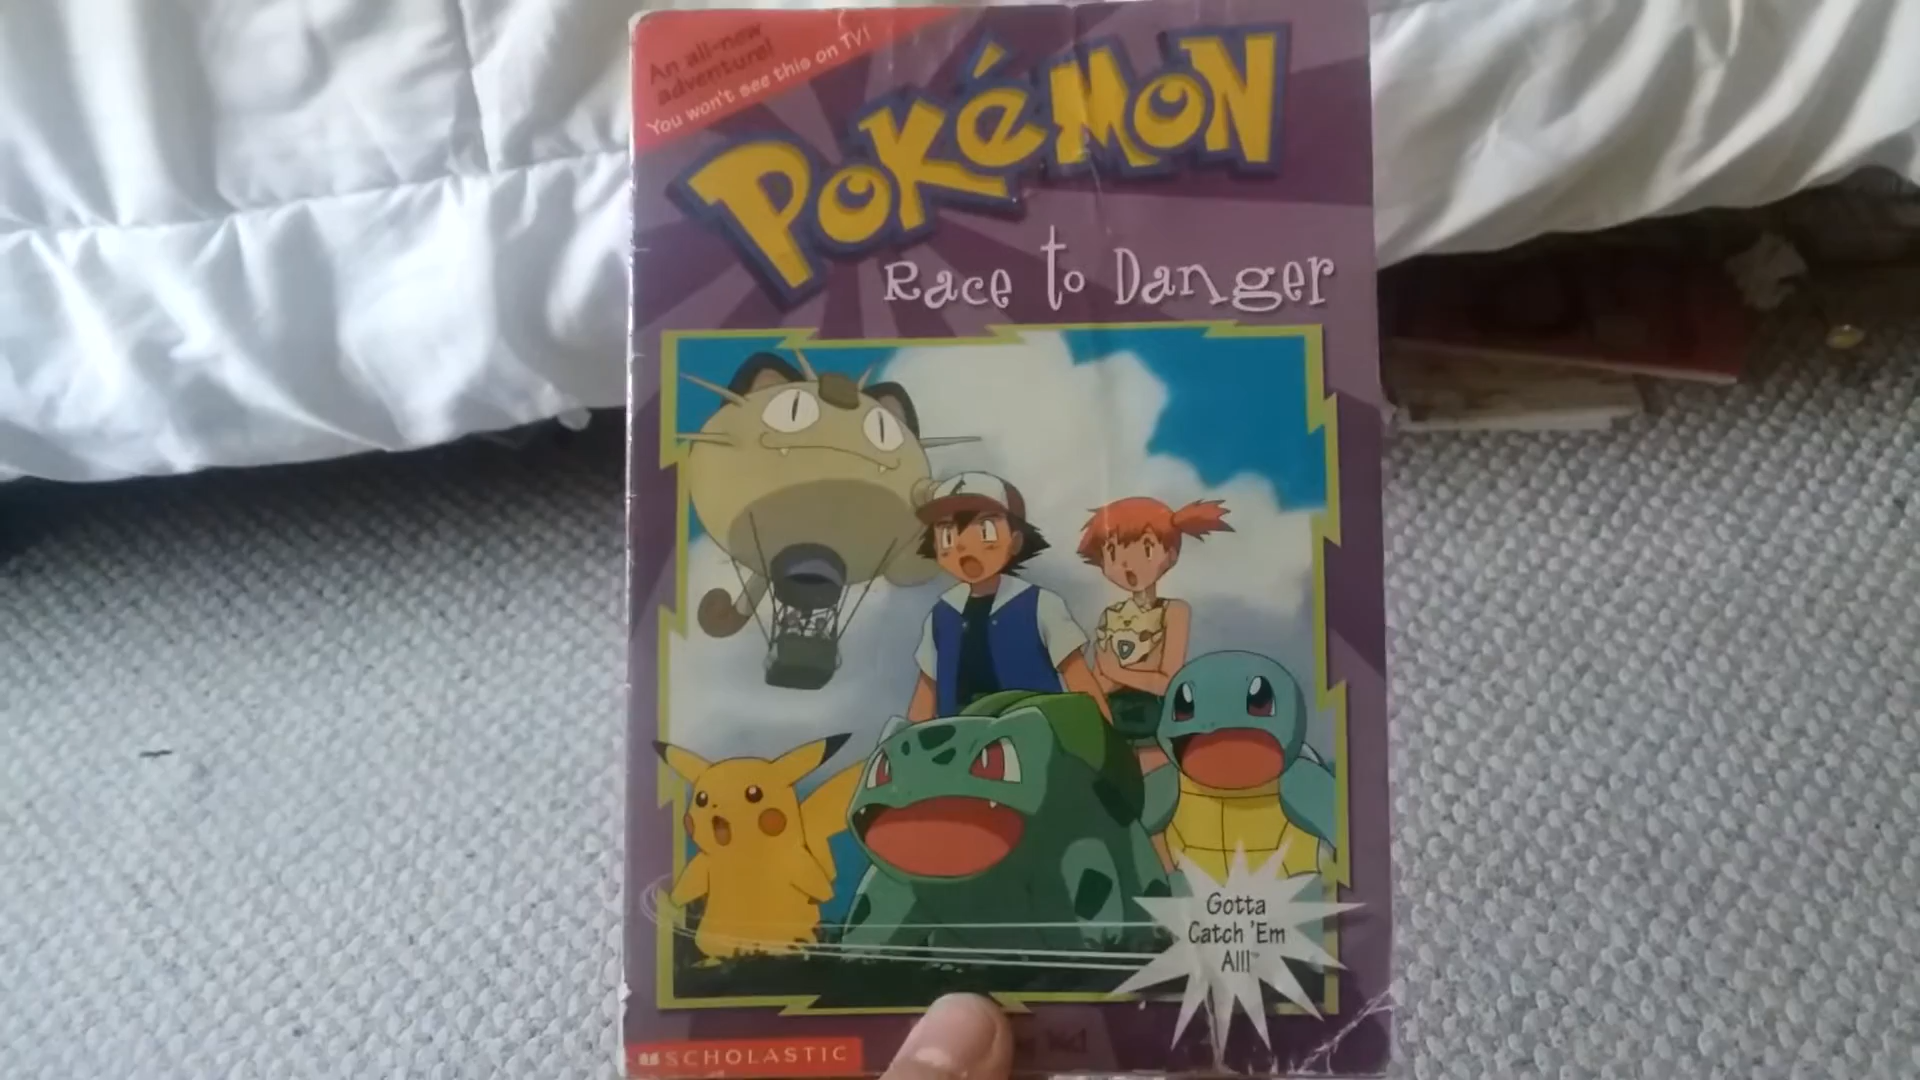 An all-new
adventure!
You won't see this on TV!
POKéMON
Race to Danger
Gotta
Catch 'Em
All!™
SCHOLASTIC